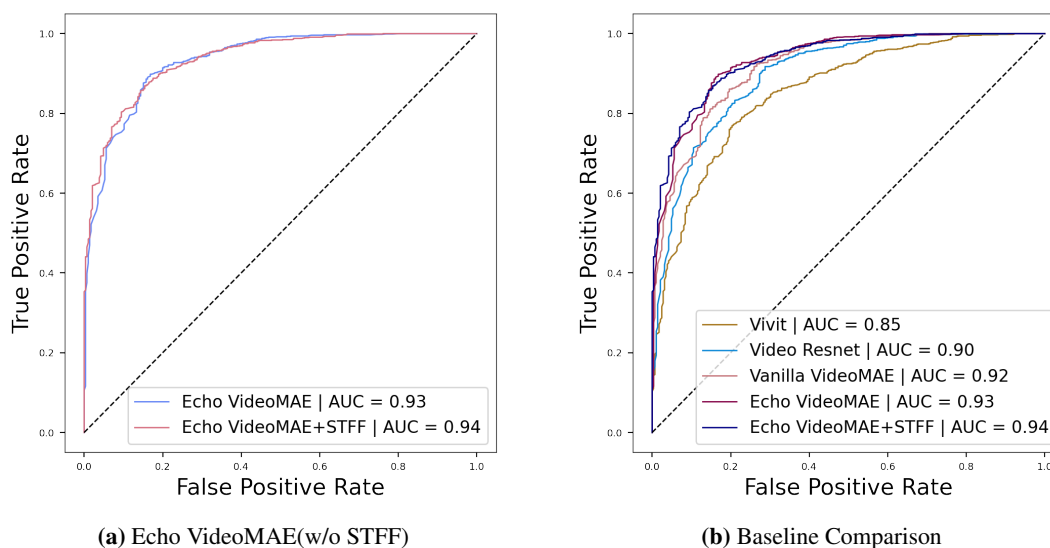 1.0
0.8
0.6
0.4
0.2
0.0
True Positive Rate
Echo VideoMAE | AUC = 0.93
Echo VideoMAE+STFF | AUC = 0.94
0.0 0.2 0.4 0.6 0.8 1.0
False Positive Rate
(a) Echo VideoMAE(w/o STFF)
1.0
0.8
0.6
0.4
0.2
0.0
True Positive Rate
Vivit | AUC = 0.85
Video Resnet | AUC = 0.90
Vanilla VideoMAE | AUC = 0.92
Echo VideoMAE | AUC = 0.93
Echo VideoMAE+STFF | AUC = 0.94
0.0 0.2 0.4 0.6 0.8 1.0
False Positive Rate
(b) Baseline Comparison